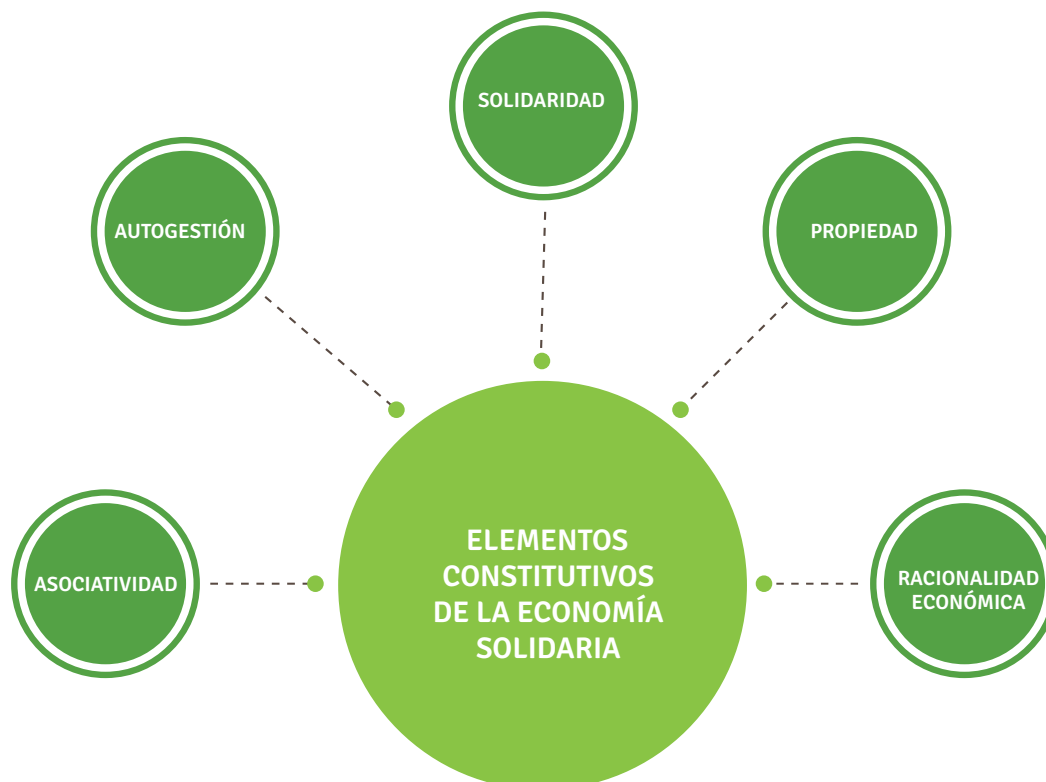 SOLIDARIDAD
AUTOGESTIÓN
PROPIEDAD
ASOCIATIVIDAD
ELEMENTOS
CONSTITUTIVOS
DE LA ECONOMÍA
SOLIDARIA
RACIONALIDAD
ECONÓMICA